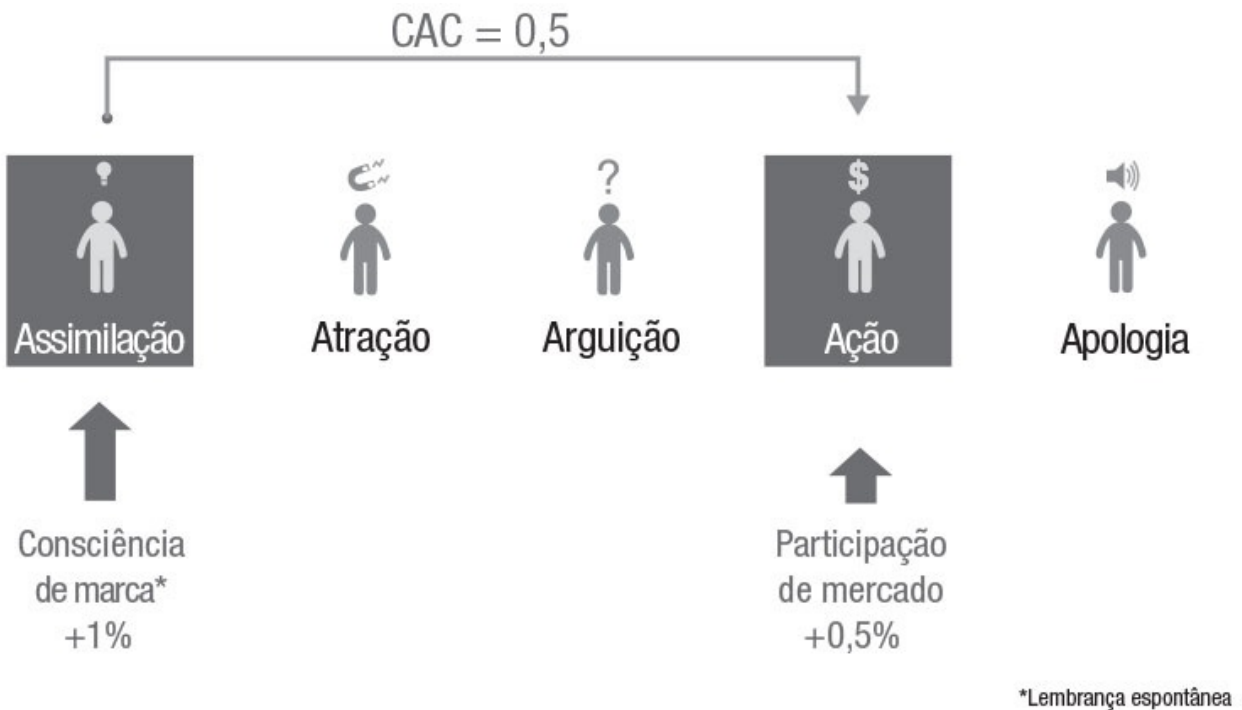 CAC = 0,5
?
$
Assimilação
Atração
Arguição
Ação
Apologia
Consciência
de marca*
+1%
Participação
de mercado
+0,5%
*Lembrança espontânea